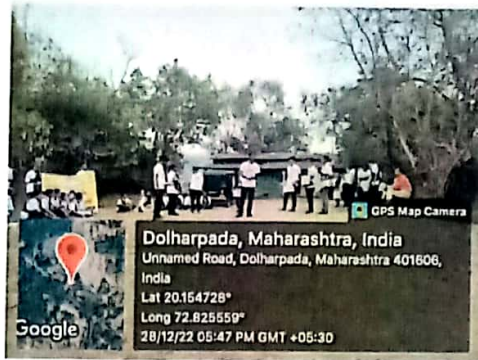 GPS Map Camera
Dolharpada, Maharashtra, India
Unnamed Road, Dolharpada, Maharashtra 401606,
India
Lat 20.154728°
Long 72.825559°
28/12/22 05:47 PM GMT +05:30
Google